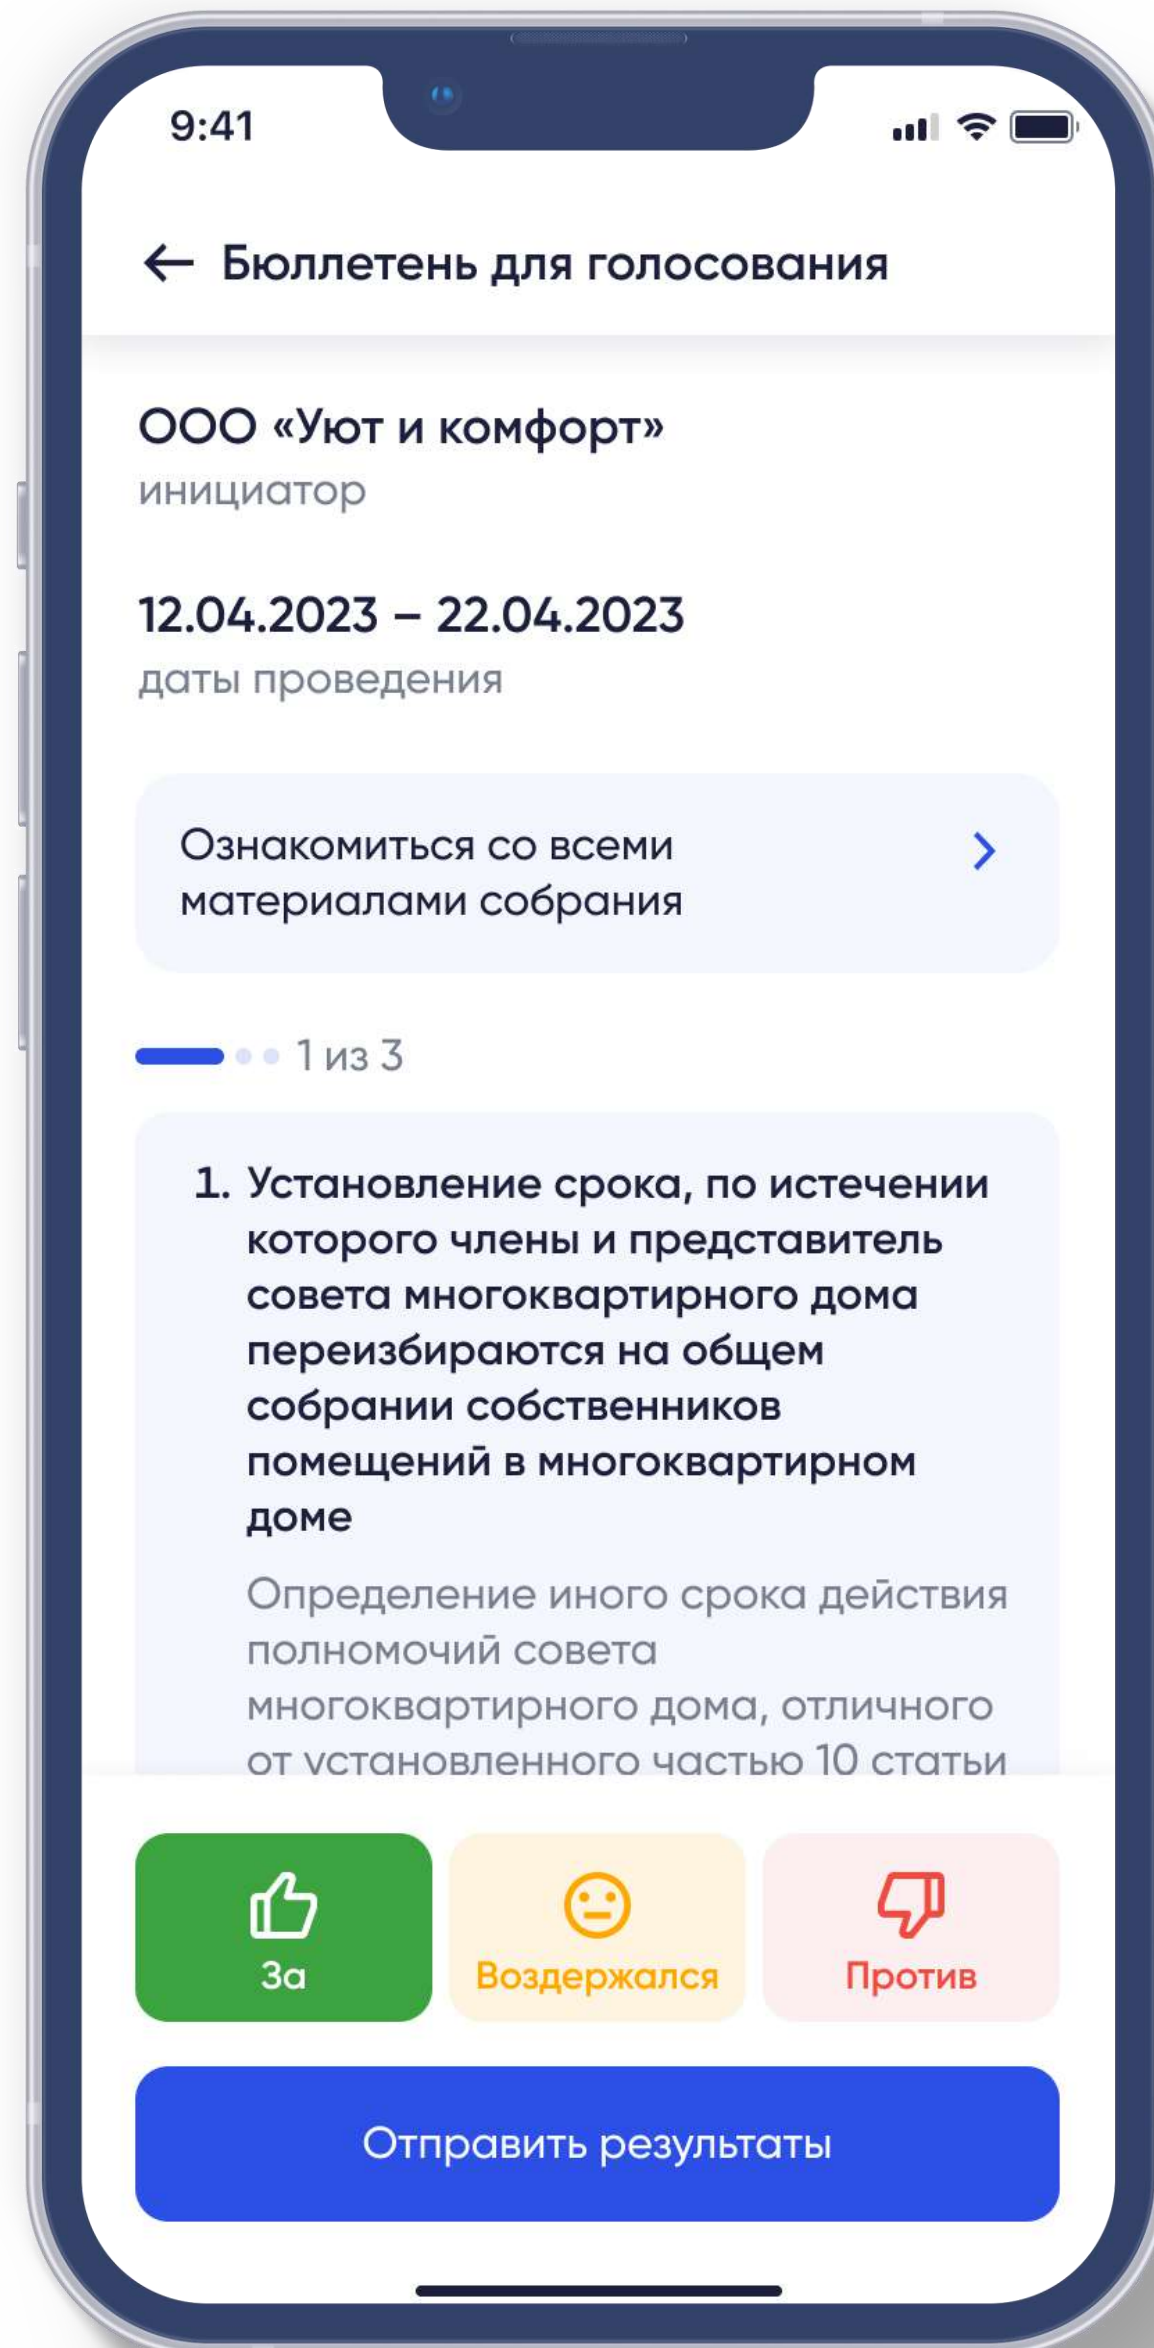 9:41
Бюллетень для голосования
ООО «Уют и комфорт»
инициатор
12.04.2023 – 22.04.2023
даты проведения
Ознакомиться со всеми
материалами собрания
1 из 3
1. Установление срока, по истечении
которого члены и представитель
совета многоквартирного дома
переизбираются на общем
собрании собственников
помещений в многоквартирном
доме
Определение иного срока действия
полномочий совета
многоквартирного дома, отличного
от установленного частью 10 статьи
За
Воздержался
Против
Отправить результаты